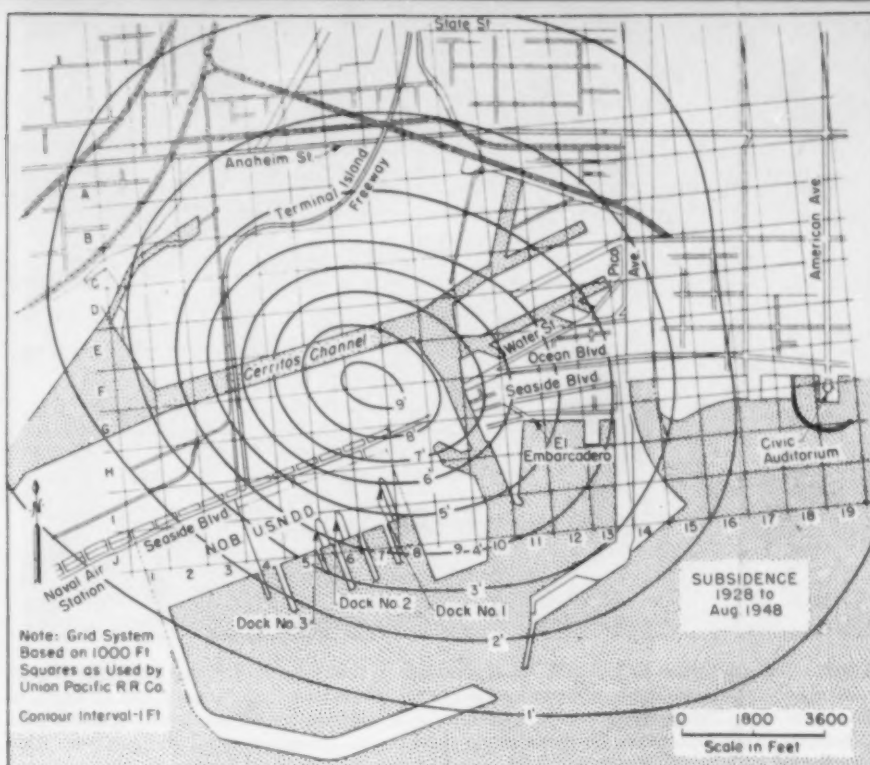 State St.
Anaheim St.
Terminal Island
Freeway
American Ave.
Pico
Ave.
A
B
C
D
E
F
G
H
I
J
Cerritos Channel
Water St.
Ocean Blvd
Seaside Blvd
El
Embarcadero
Civic
Auditorium
9'
8'
7'
6'
5'
Seaside Blvd
N.O.B. U.S.N.D.D.
Naval Air
Station
1
2
3
4
5
6
7
8
9-4'
10
11
12
13
14
15
16
17
18
19
3'
2'
1'
N
Dock No. 3
Dock No. 2
Dock No. 1
SUBSIDENCE
1928 to
Aug 1948
Note: Grid System
Based on 1000 Ft
Squares as Used by
Union Pacific R.R. Co.
Contour Interval-1 Ft
0 1800 3600
Scale in Feet